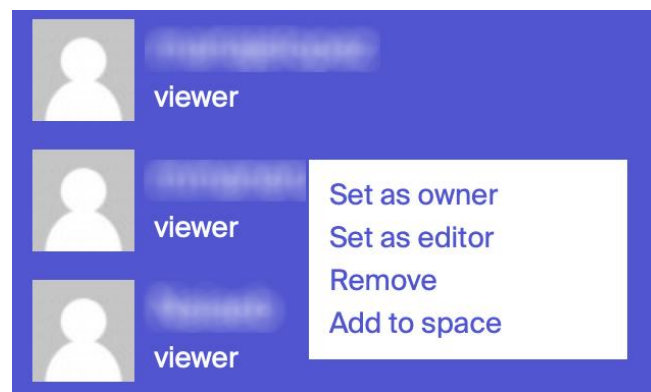 viewer
viewer
Set as owner
Set as editor
Remove
Add to space
viewer